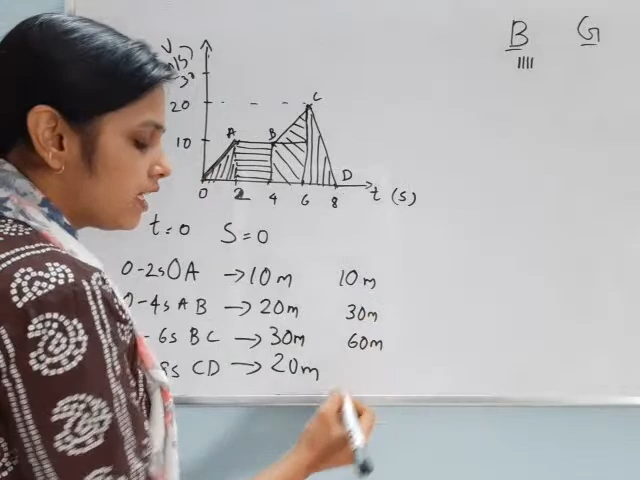 B G
C
20
A B
10
D
0 2 4 6 8 t (s)
t=0 S=0
0-2s OA → 10m 10m
0-4s AB → 20m 30m
-6s BC → 30m 60m
8s CD → 20m